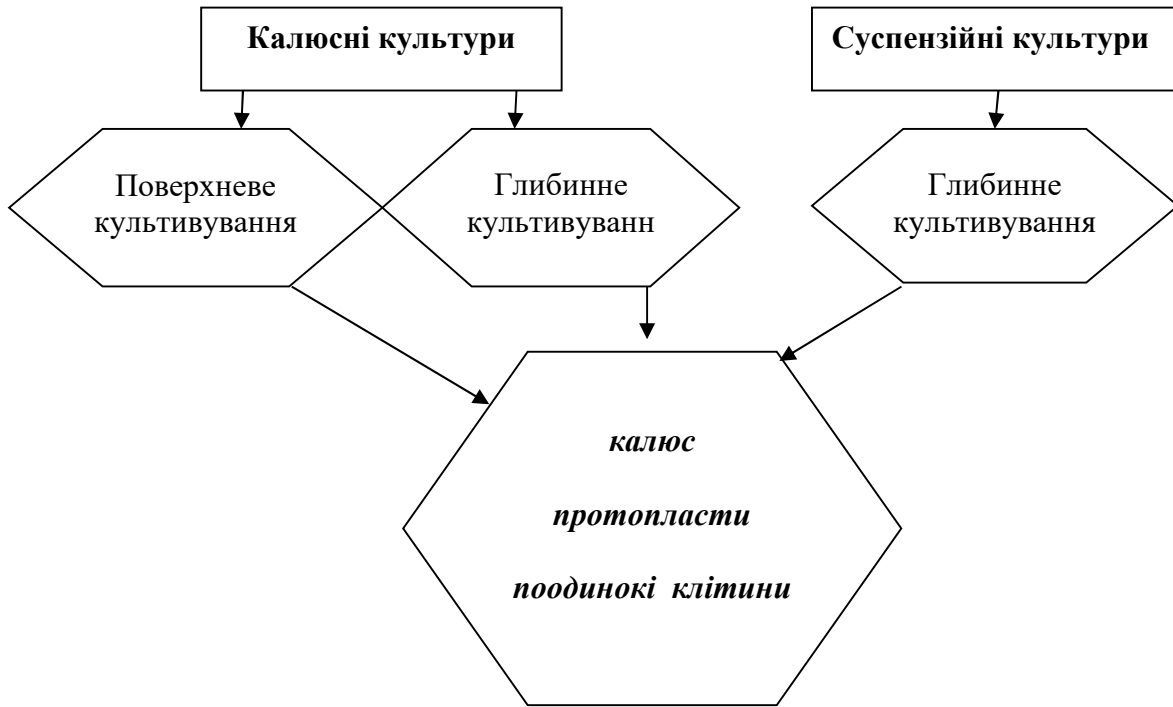 Калюсні культури
Суспензійні культури
Поверхневе
культивування
Глибинне
культивуванн
Глибинне
культивування
калюс
протопласти
поодинокі клітини